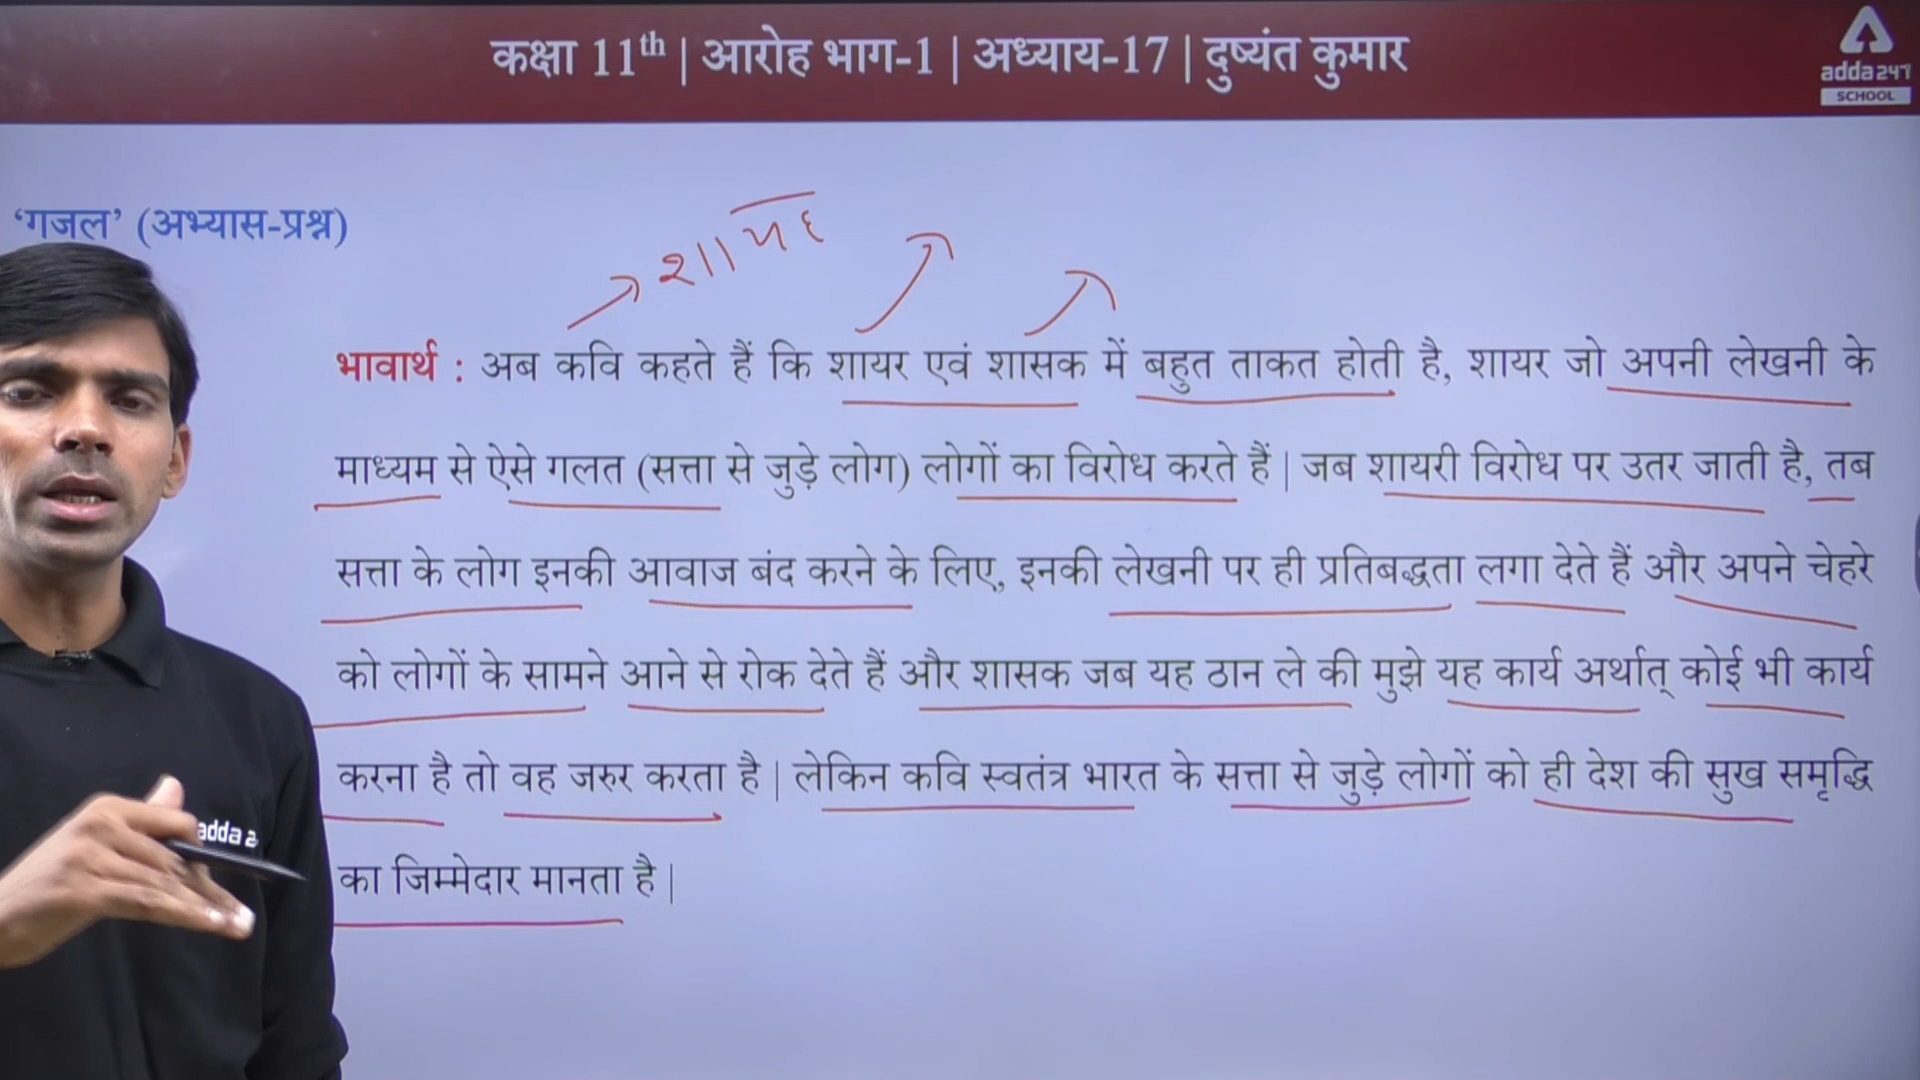 कक्षा 11th | आरोह भाग-1 | अध्याय-17 | दुष्यंत कुमार
adda247
SCHOOL
‘गजल’ (अभ्यास-प्रश्न)
भावार्थ : अब कवि कहते हैं कि शायर एवं शासक में बहुत ताकत होती है, शायर जो अपनी लेखनी के
माध्यम से ऐसे गलत (सत्ता से जुड़े लोग) लोगों का विरोध करते हैं | जब शायरी विरोध पर उतर जाती है, तब
सत्ता के लोग इनकी आवाज बंद करने के लिए, इनकी लेखनी पर ही प्रतिबद्धता लगा देते हैं और अपने चेहरे
को लोगों के सामने आने से रोक देते हैं और शासक जब यह ठान ले की मुझे यह कार्य अर्थात् कोई भी कार्य
करना है तो वह जरुर करता है | लेकिन कवि स्वतंत्र भारत के सत्ता से जुड़े लोगों को ही देश की सुख समृद्धि
का जिम्मेदार मानता है |
adda 2